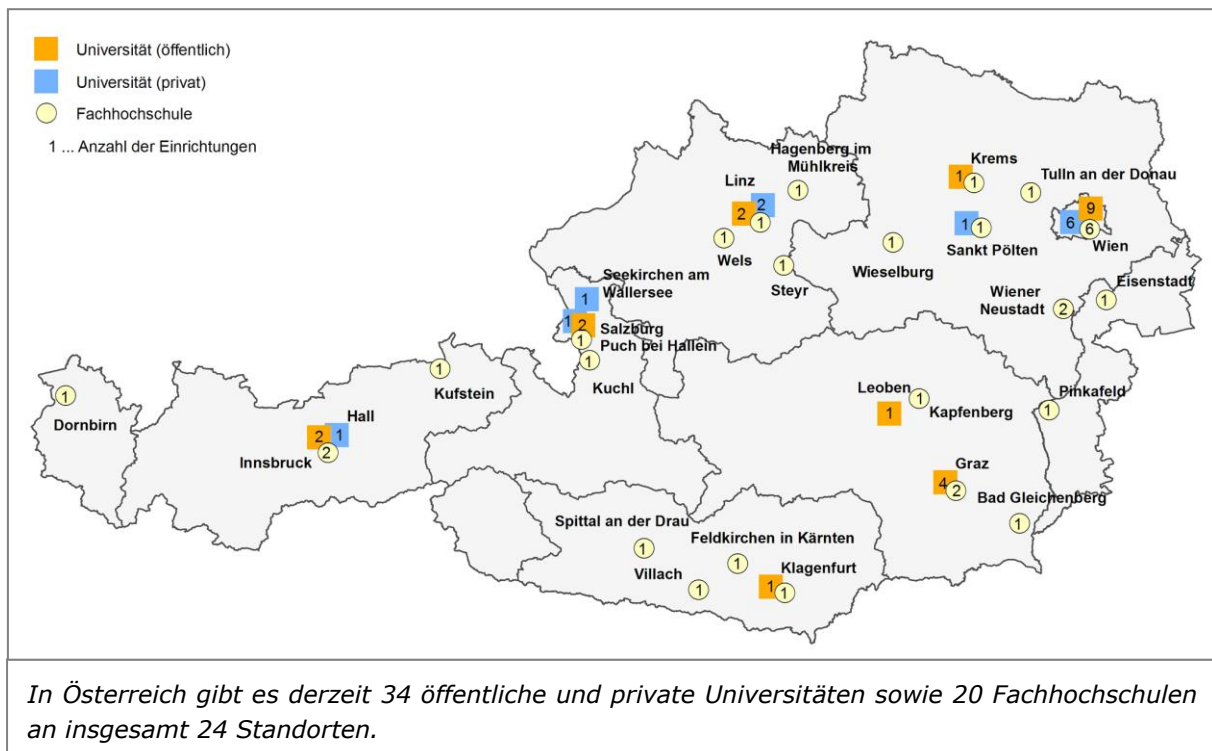 Universität (öffentlich)
Universität (privat)
Fachhochschule
1 ... Anzahl der Einrichtungen
Hagenberg im
Mühlkreis
1
Linz
2
2
1
Wels
1
Steyr
1
Krems
1
1
Tulln an der Donau
1
9
6
6
Wien
1
1
Sankt Pölten
Wieselburg
1
Wiener
Neustadt
2
Eisenstadt
1
Seekirchen am
Wallersee
1
1
2
Salzburg
1
Puch bei Hallein
1
Kuchl
1
Kufstein
1
Dornbirn
Hall
2
1
Innsbruck
2
Leoben
1
1
Kapfenberg
Pinkafeld
1
Graz
4
2
Bad Gleichenberg
1
Spittal an der Drau
1
Feldkirchen in Kärnten
1
Villach
1
Klagenfurt
1
1
In Österreich gibt es derzeit 34 öffentliche und private Universitäten sowie 20 Fachhochschulen
an insgesamt 24 Standorten.